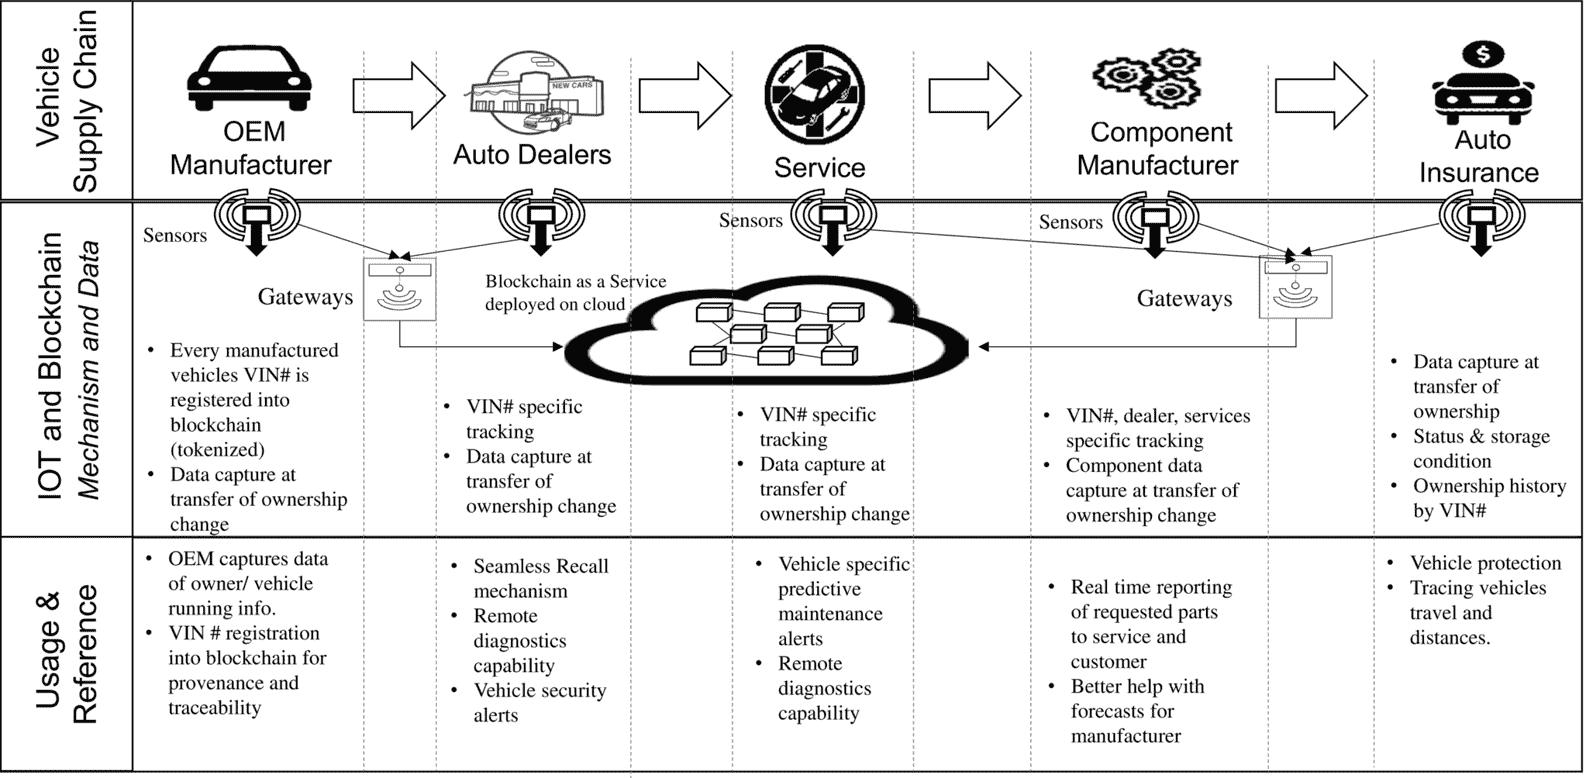 Vehicle
Supply Chain
OEM
Manufacturer
NEW CARS
Auto Dealers
Service
Component
Manufacturer
$
Auto
Insurance
IOT and Blockchain
Mechanism and Data
Sensors
Sensors
Sensors
Gateways
Blockchain as a Service
deployed on cloud
Gateways
• Every manufactured
vehicles VIN# is
registered into
blockchain
(tokenized)
• Data capture at
transfer of ownership
change
• VIN# specific
tracking
• Data capture at
transfer of
ownership change
• VIN# specific
tracking
• Data capture at
transfer of
ownership change
• VIN#, dealer, services
specific tracking
• Component data
capture at transfer of
ownership change
• Data capture at
transfer of
ownership
• Status & storage
condition
• Ownership history
by VIN#
Usage &
Reference
• OEM captures data
of owner/ vehicle
running info.
• VIN # registration
into blockchain for
provenance and
traceability
• Seamless Recall
mechanism
• Remote
diagnostics
capability
• Vehicle security
alerts
• Vehicle specific
predictive
maintenance
alerts
• Remote
diagnostics
capability
• Real time reporting
of requested parts
to service and
customer
• Better help with
forecasts for
manufacturer
• Vehicle protection
• Tracing vehicles
travel and
distances.